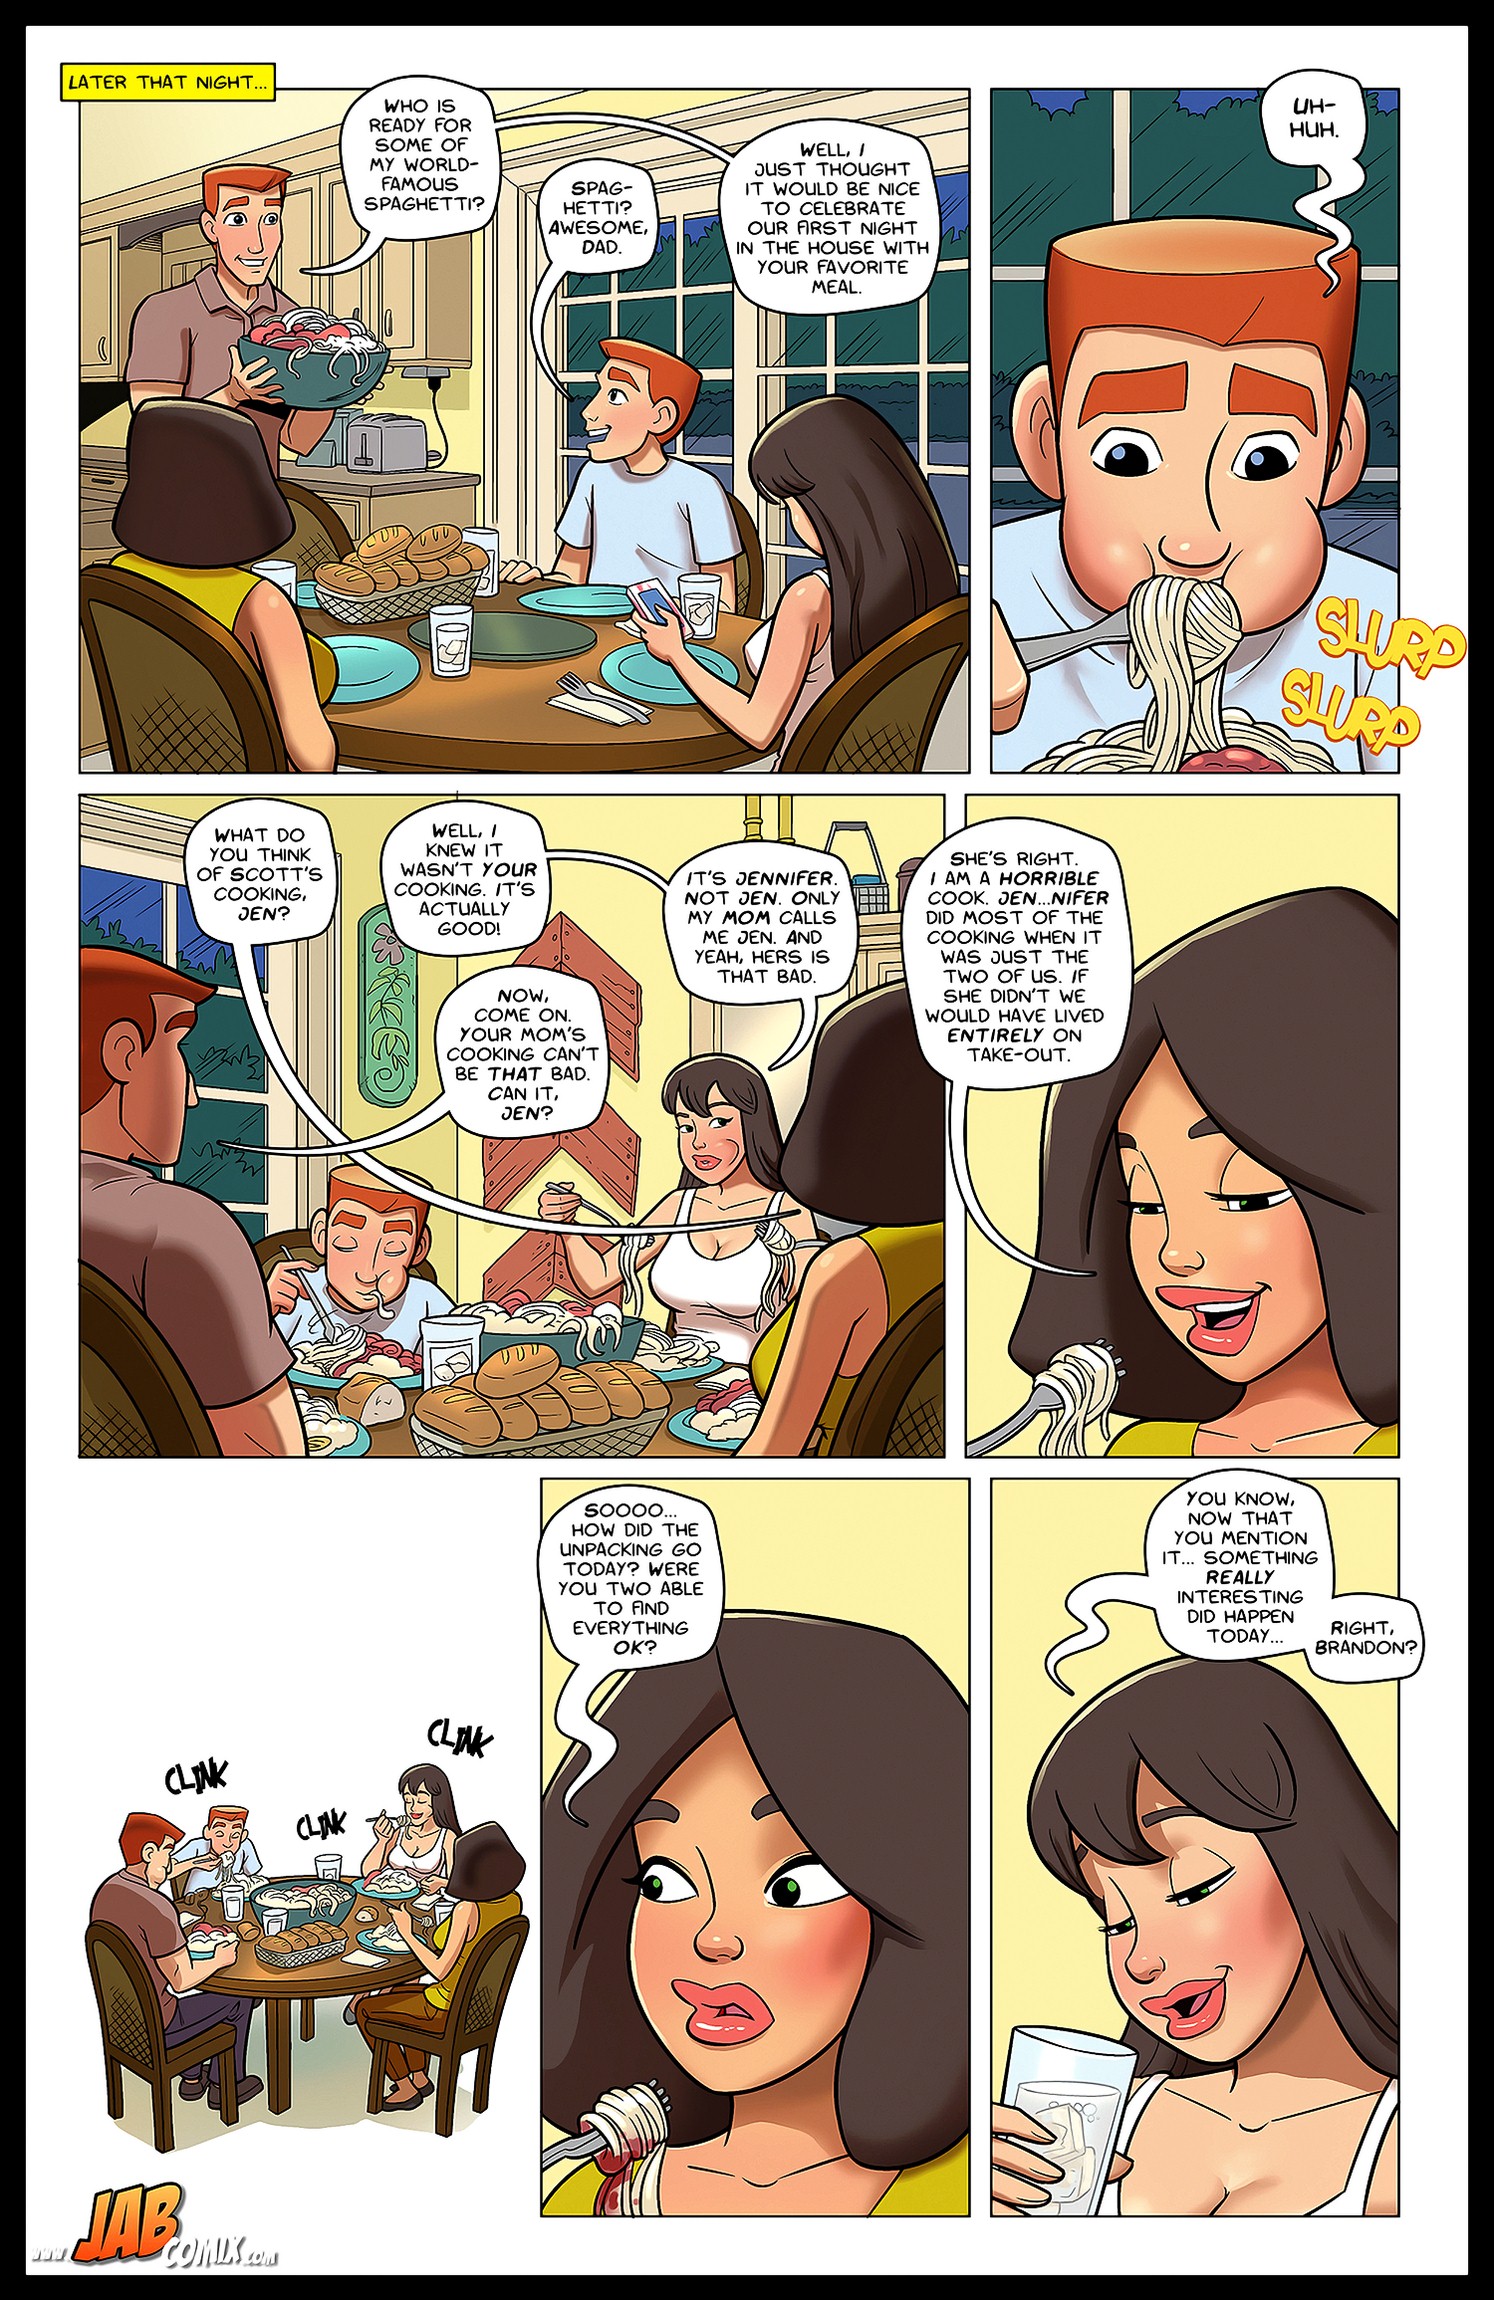 LATER THAT NIGHT...
WHO IS
READY FOR
SOME OF
MY WORLD-
FAMOUS
SPAGHETTI?
SPAG-
HETTI?
AWESOME,
DAD.
WELL, I
JUST THOUGHT
IT WOULD BE NICE
TO CELEBRATE
OUR FIRST NIGHT
IN THE HOUSE WITH
YOUR FAVORITE
MEAL.
UH-
HUH.
SLURP
SLURP
WHAT DO
YOU THINK
OF SCOTT'S
COOKING,
JEN?
WELL, I
KNEW IT
WASN'T YOUR
COOKING. IT'S
ACTUALLY
GOOD!
IT'S JENNIFER.
NOT JEN. ONLY
MY MOM CALLS
ME JEN. AND
YEAH, HERS IS
THAT BAD.
NOW,
COME ON.
YOUR MOM'S
COOKING CAN'T
BE THAT BAD.
CAN IT,
JEN?
SHE'S RIGHT.
I AM A HORRIBLE
COOK. JEN...NIFER
DID MOST OF THE
COOKING WHEN IT
WAS JUST THE
TWO OF US. IF
SHE DIDN'T WE
WOULD HAVE LIVED
ENTIRELY ON
TAKE-OUT.
CLINK
CLINK
CLINK
SOOOO...
HOW DID THE
UNPACKING GO
TODAY? WERE
YOU TWO ABLE
TO FIND
EVERYTHING
OK?
YOU KNOW,
NOW THAT
YOU MENTION
IT... SOMETHING
REALLY
INTERESTING
DID HAPPEN
TODAY...
RIGHT,
BRANDON?
www.JABCOMIX.com